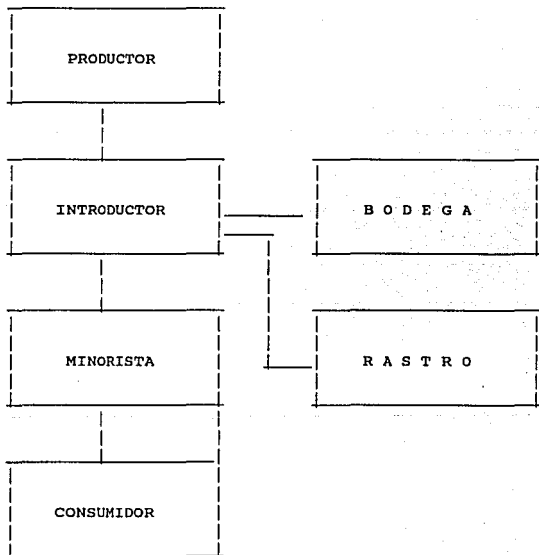 PRODUCTOR
INTRODUCTOR
B O D E G A
MINORISTA
R A S T R O
CONSUMIDOR